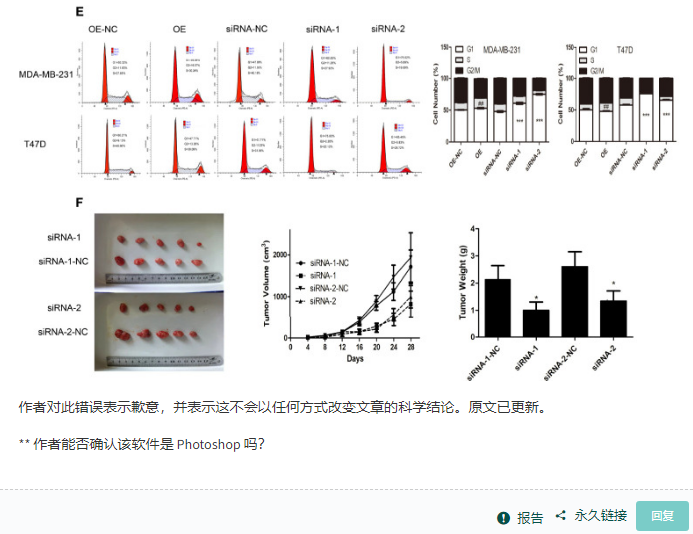 E
OE-NC OE siRNA-NC siRNA-1 siRNA-2
MDA-MB-231
T47D
G1 MDA-MB-231
S
G2/M
Cell Number (%)
150
100
50
0
OE-NC OE siRNA-NC siRNA-1 siRNA-2
## *** ***
G1 T47D
S
G2/M
Cell Number (%)
150
100
50
0
OE-NC OE siRNA-NC siRNA-1 siRNA-2
## *** ***
F
siRNA-1
siRNA-1-NC
siRNA-2
siRNA-2-NC
Tumor Volume (cm³)
2000
1000
0
siRNA-1-NC
siRNA-1
siRNA-2-NC
siRNA-2
0 4 8 12 16 20 24 28
Days
Tumor Weight (g)
4
3
2
1
0
* *
siRNA-1-NC siRNA-1 siRNA-2-NC siRNA-2
作者对此错误表示歉意，并表示这不会以任何方式改变文章的科学结论。原文已更新。
** 作者能否确认该软件是 Photoshop 吗？
报告 永久链接 回复